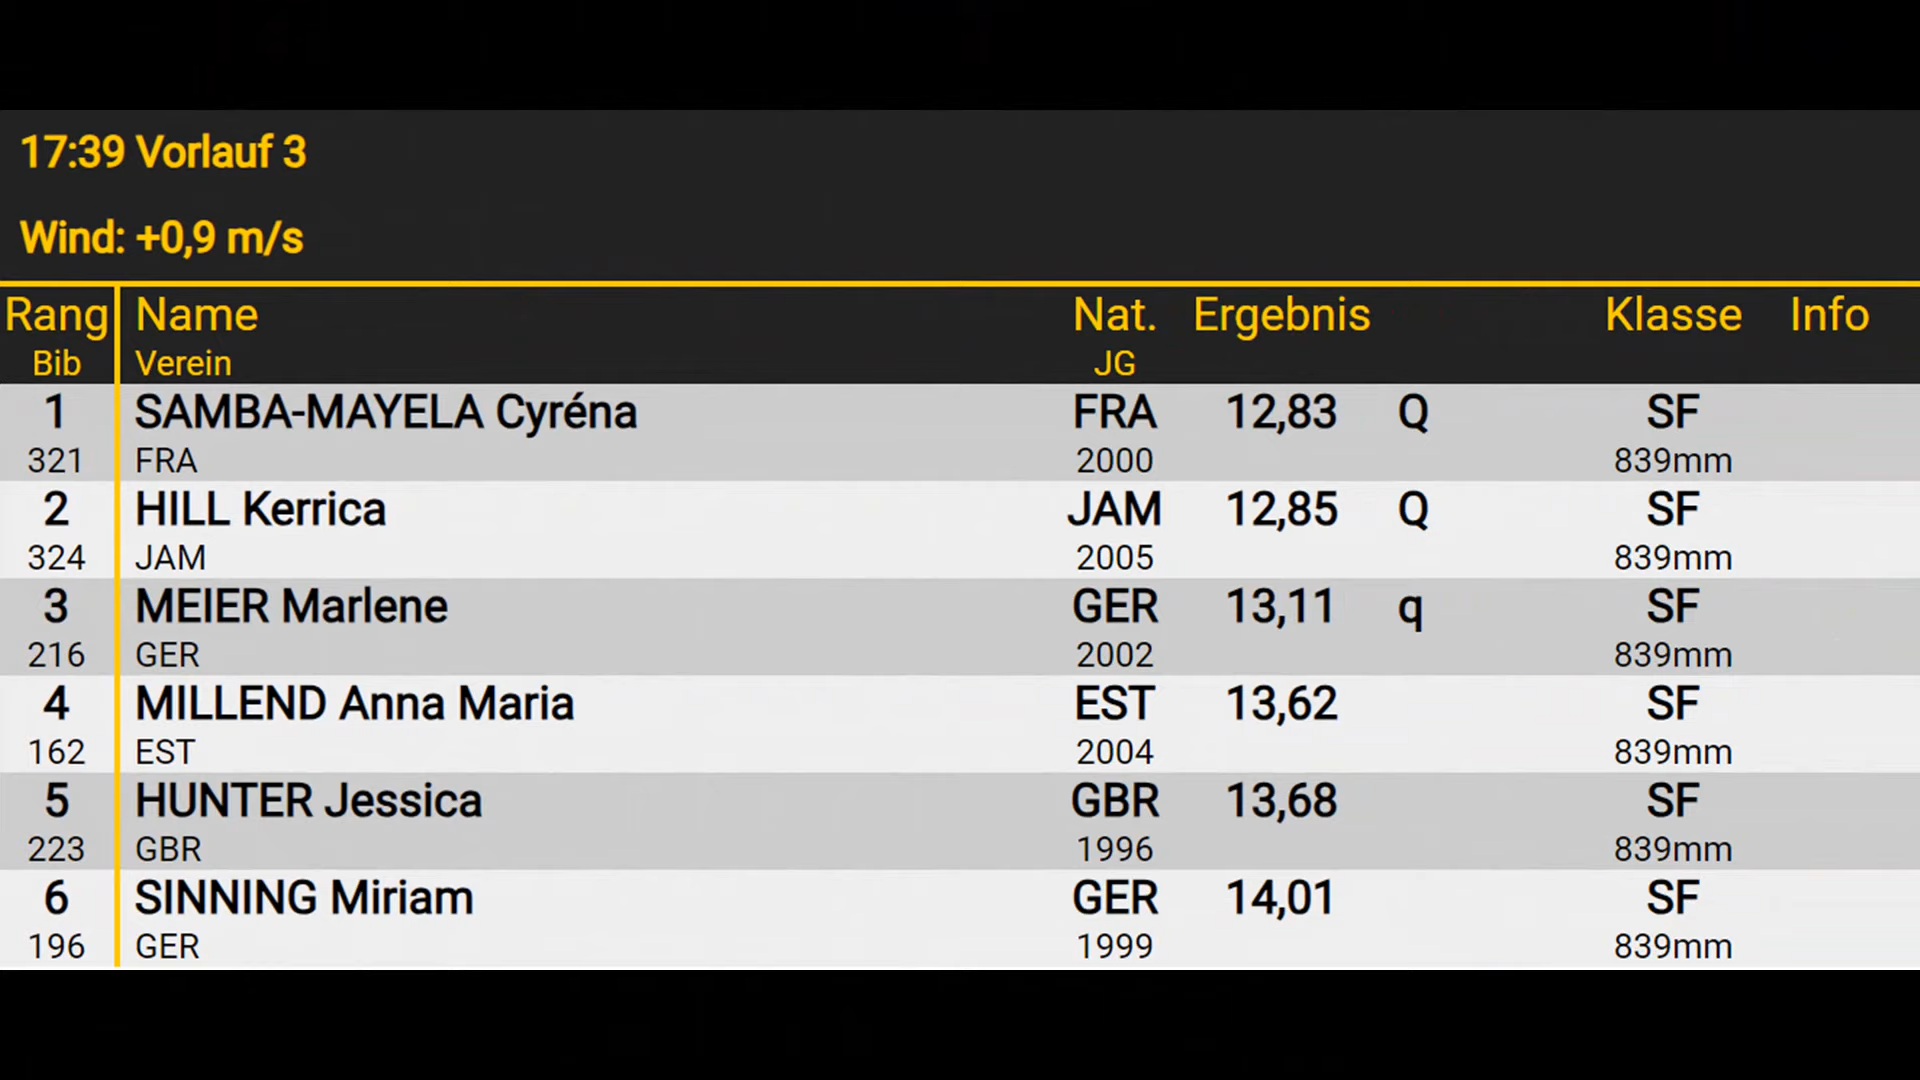 17:39 Vorlauf 3
Wind: +0,9 m/s
Rang Name Nat. Ergebnis Klasse Info
Bib Verein JG
1 SAMBA-MAYELA Cyréna FRA 12,83 Q SF
321 FRA 2000 839mm
2 HILL Kerrica JAM 12,85 Q SF
324 JAM 2005 839mm
3 MEIER Marlene GER 13,11 q SF
216 GER 2002 839mm
4 MILLEND Anna Maria EST 13,62 SF
162 EST 2004 839mm
5 HUNTER Jessica GBR 13,68 SF
223 GBR 1996 839mm
6 SINNING Miriam GER 14,01 SF
196 GER 1999 839mm